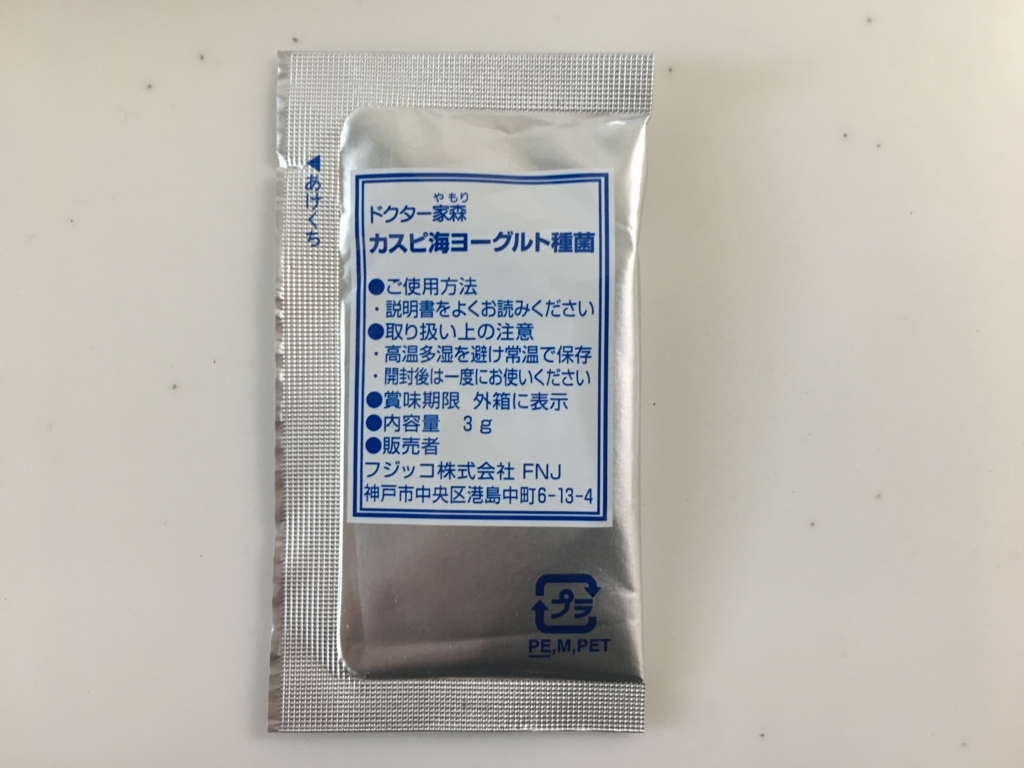 ◀あけくち
やもり
ドクター家森
カスピ海ヨーグルト種菌
●ご使用方法
・説明書をよくお読みください
●取り扱い上の注意
・高温多湿を避け常温で保存
・開封後は一度にお使いください
●賞味期限 外箱に表示
●内容量 3g
●販売者
フジッコ株式会社 FNJ
神戸市中央区港島中町6-13-4
プラ
PE,M,PET